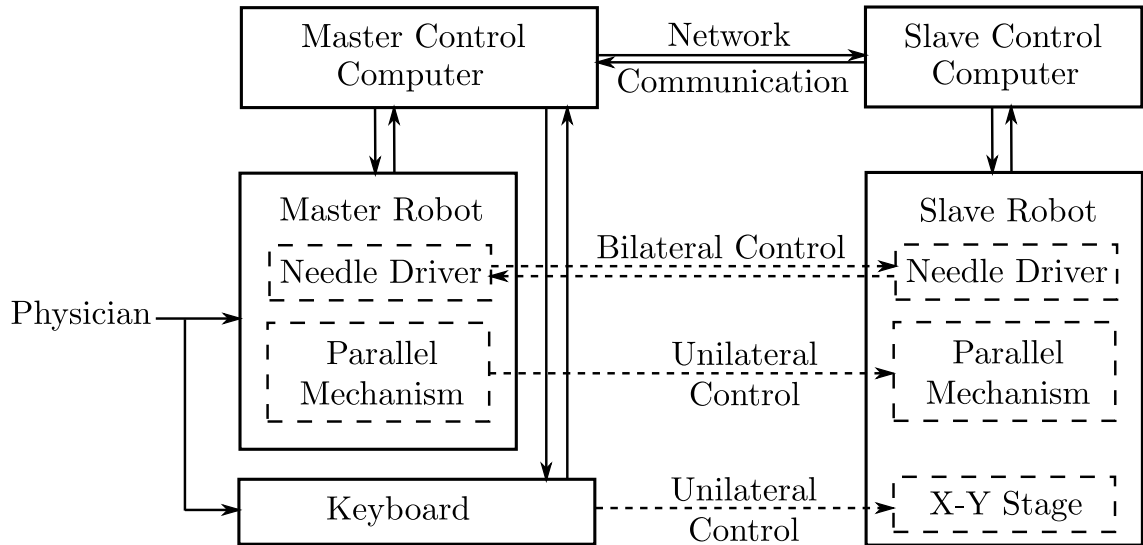 Master Control
Computer
Network
Communication
Slave Control
Computer
Master Robot
Needle Driver
Bilateral Control
Slave Robot
Needle Driver
Physician
Parallel
Mechanism
Unilateral
Control
Parallel
Mechanism
Keyboard
Unilateral
Control
X-Y Stage